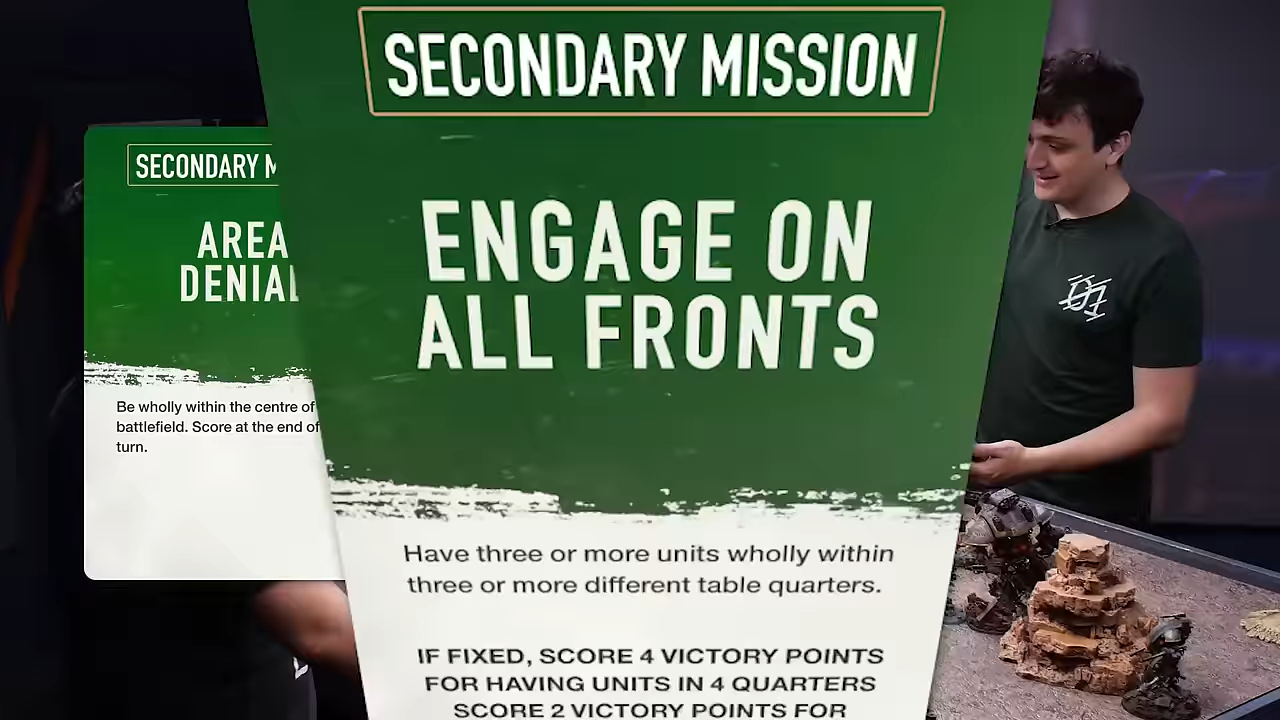 SECONDARY MISSION
ENGAGE ON
ALL FRONTS
Have three or more units wholly within
three or more different table quarters.
IF FIXED, SCORE 4 VICTORY POINTS
FOR HAVING UNITS IN 4 QUARTERS
SCORE 2 VICTORY POINTS FOR
SECONDARY
AREA
DENIAL
Be wholly within the centre of
battlefield. Score at the end of
turn.